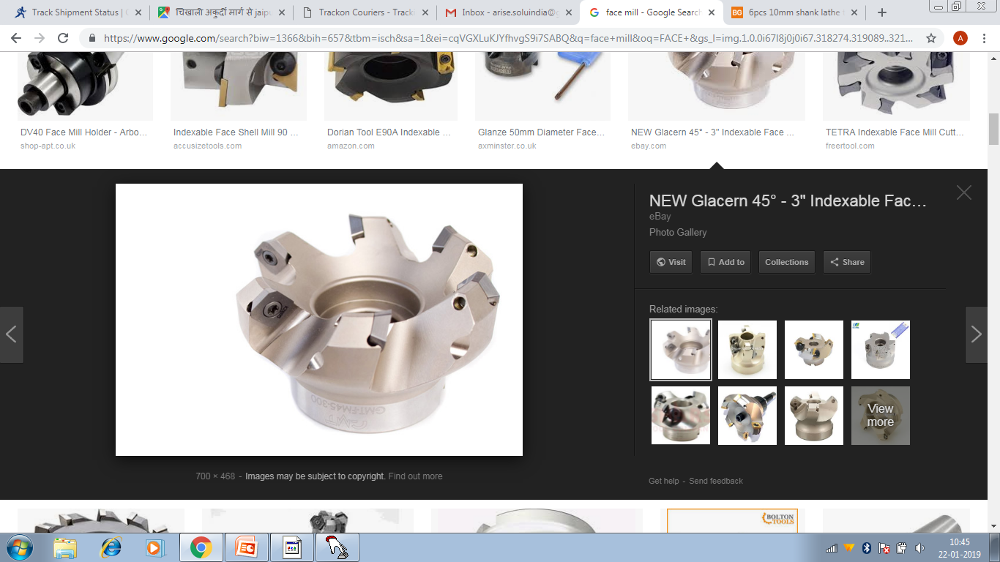 Track Shipment Status | (
चिखाली अकुर्दी मार्ग से jaipu
Trackon Couriers - Tracki
Inbox - arise.soluindia@g
face mill - Google Search
BG
6pcs 10mm shank lathe t
https://www.google.com/search?biw=1366&bih=657&tbm=isch&sa=1&ei=cqVGXLuKJYfhvgS9i7SABQ&q=face+mill&oq=FACE+&gs_l=img.1.0.0i67l8j0j0i67.318274.319089..321...
A
DV40 Face Mill Holder - Arbo...
shop-apt.co.uk
Indexable Face Shell Mill 90 ...
accusizetools.com
Dorian Tool E90A Indexable ...
amazon.com
Glanze 50mm Diameter Face...
axminster.co.uk
NEW Glacern 45° - 3" Indexable Face ...
ebay.com
TETRA Indexable Face Mill Cutt...
freertool.com
GMT-FM45-300
GMT
NEW Glacern 45° - 3" Indexable Fac...
eBay
Photo Gallery
Visit
Add to
Collections
Share
Related images:
View
more
700 × 468 - Images may be subject to copyright. Find out more
Get help - Send feedback
BOLTON
TOOLS
10:45
22-01-2019